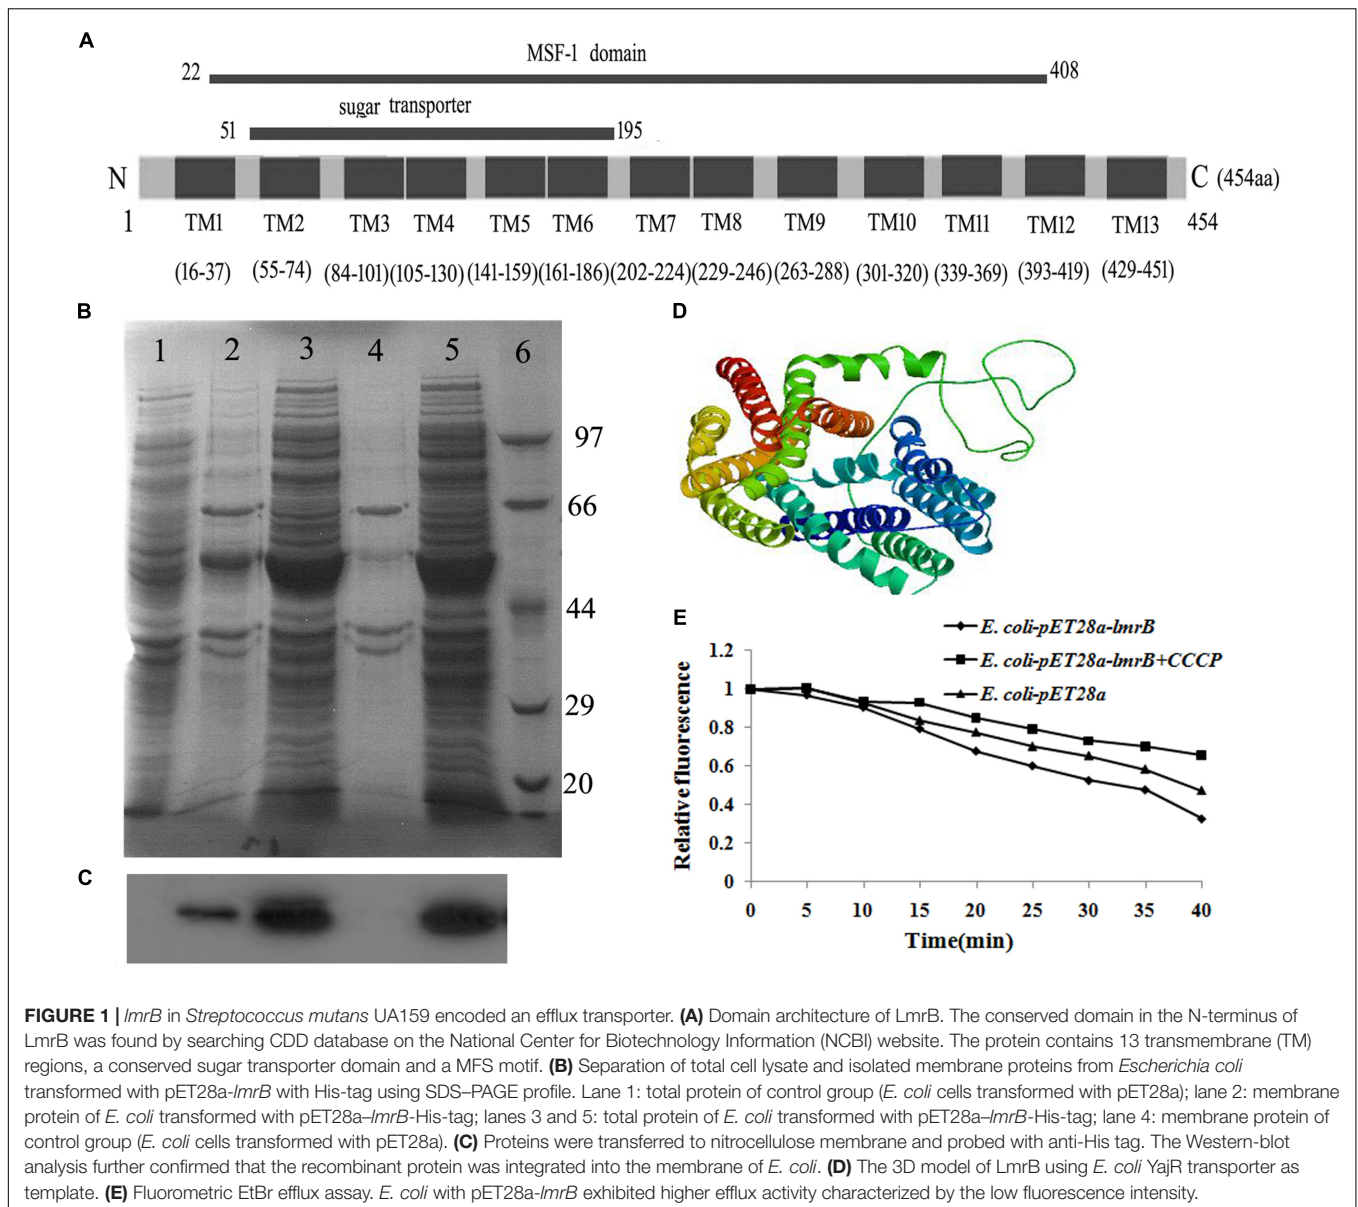 A
MSF-1 domain
22
408
sugar transporter
51
195
N
C (454aa)
1
TM1 TM2 TM3 TM4 TM5 TM6 TM7 TM8 TM9 TM10 TM11 TM12 TM13
454
(16-37) (55-74) (84-101)(105-130) (141-159)(161-186)(202-224)(229-246)(263-288) (301-320) (339-369) (393-419) (429-451)
B
1 2 3 4 5 6
97
66
44
29
20
C
D
E
E. coli-pET28a-lmrB
E. coli-pET28a-lmrB+CCCP
E. coli-pET28a
Relative fluorescence
1.2
1
0.8
0.6
0.4
0.2
0
0 5 10 15 20 25 30 35 40
Time(min)
FIGURE 1 | lmrB in Streptococcus mutans UA159 encoded an efflux transporter. (A) Domain architecture of LmrB. The conserved domain in the N-terminus of
LmrB was found by searching CDD database on the National Center for Biotechnology Information (NCBI) website. The protein contains 13 transmembrane (TM)
regions, a conserved sugar transporter domain and a MFS motif. (B) Separation of total cell lysate and isolated membrane proteins from Escherichia coli
transformed with pET28a-lmrB with His-tag using SDS–PAGE profile. Lane 1: total protein of control group (E. coli cells transformed with pET28a); lane 2: membrane
protein of E. coli transformed with pET28a–lmrB-His-tag; lanes 3 and 5: total protein of E. coli transformed with pET28a–lmrB-His-tag; lane 4: membrane protein of
control group (E. coli cells transformed with pET28a). (C) Proteins were transferred to nitrocellulose membrane and probed with anti-His tag. The Western-blot
analysis further confirmed that the recombinant protein was integrated into the membrane of E. coli. (D) The 3D model of LmrB using E. coli YajR transporter as
template. (E) Fluorometric EtBr efflux assay. E. coli with pET28a-lmrB exhibited higher efflux activity characterized by the low fluorescence intensity.